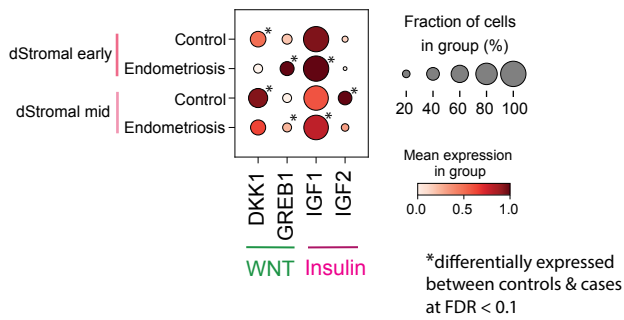 dStromal early
Control
*
Endometriosis
*
*
dStromal mid
Control
*
*
Endometriosis
*
*
DKK1
GREB1
IGF1
IGF2
WNT
Insulin
Fraction of cells
in group (%)
20 40 60 80 100
Mean expression
in group
0.0 0.5 1.0
*differentially expressed
between controls & cases
at FDR < 0.1